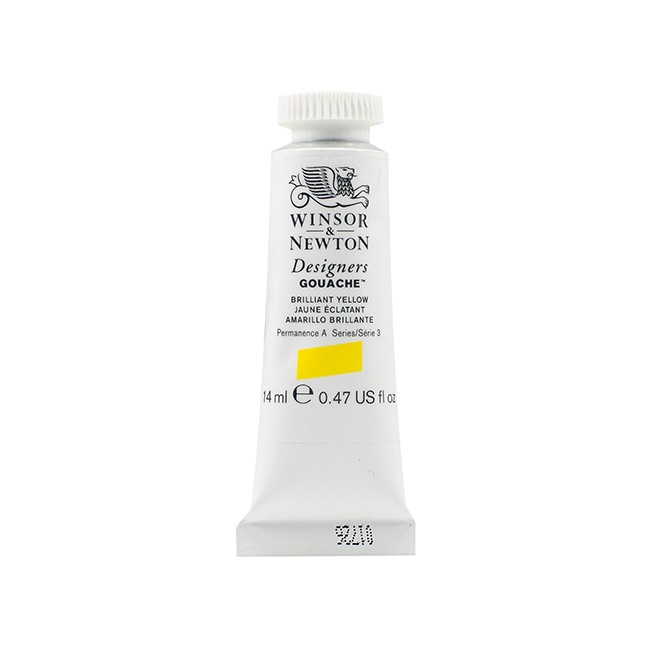 WINSOR
&
NEWTON
Designers
GOUACHE™
BRILLIANT YELLOW
JAUNE ÉCLATANT
AMARILLO BRILLANTE
Permanence A Series/Série 3
14 ml ℮ 0.47 US fl oz